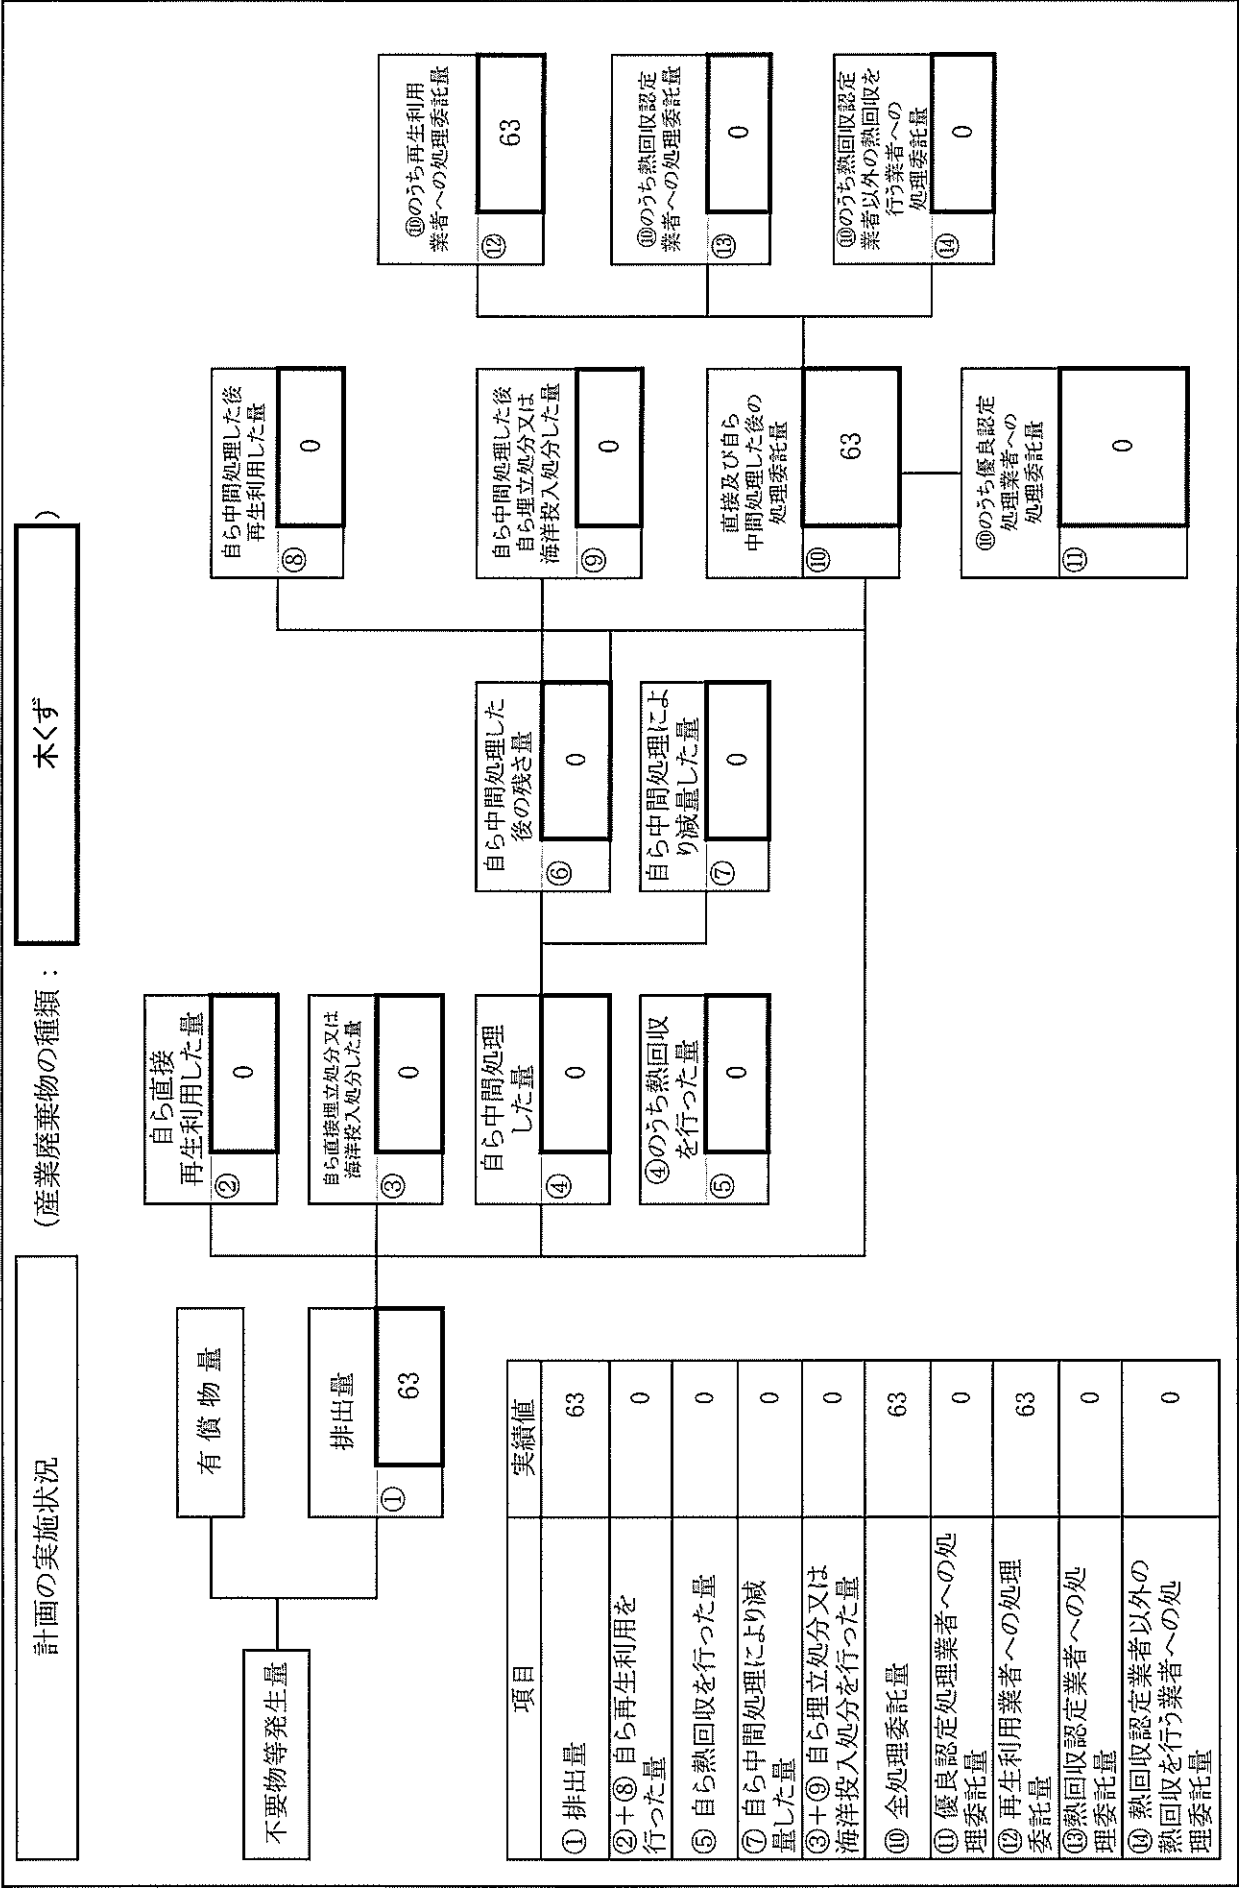 計画の実施状況
（産業廃棄物の種類：
木くず
）
不要物等発生量
有 償 物 量
排出量
①
63
自ら直接
再生利用した量
②
0
自ら直接埋立処分又は
海洋投入処分した量
③
0
自ら中間処理
した量
④
0
④のうち熱回収
を行った量
⑤
0
自ら中間処理した
後の残さ量
⑥
0
自ら中間処理によ
り減量した量
⑦
0
自ら中間処理した後
再生利用した量
⑧
0
自ら中間処理した後
自ら埋立処分又は
海洋投入処分した量
⑨
0
直接及び自ら
中間処理した後の
処理委託量
⑩
63
⑩のうち優良認定
処理業者への
処理委託量
⑪
0
⑩のうち再生利用
業者への処理委託量
⑫
63
⑩のうち熱回収認定
業者への処理委託量
⑬
0
⑩のうち熱回収認定
業者以外の熱回収を
行う業者への
処理委託量
⑭
0
項目 実績値
① 排出量 63
②＋⑧ 自ら再生利用を
行った量 0
⑤ 自ら熱回収を行った量 0
⑦ 自ら中間処理により減
量した量 0
③＋⑨ 自ら埋立処分又は
海洋投入処分を行った量 0
⑩ 全処理委託量 63
⑪ 優良認定処理業者への処
理委託量 0
⑫ 再生利用業者への処理
委託量 63
⑬熱回収認定業者への処
理委託量 0
⑭ 熱回収認定業者以外の
熱回収を行う業者への処
理委託量 0